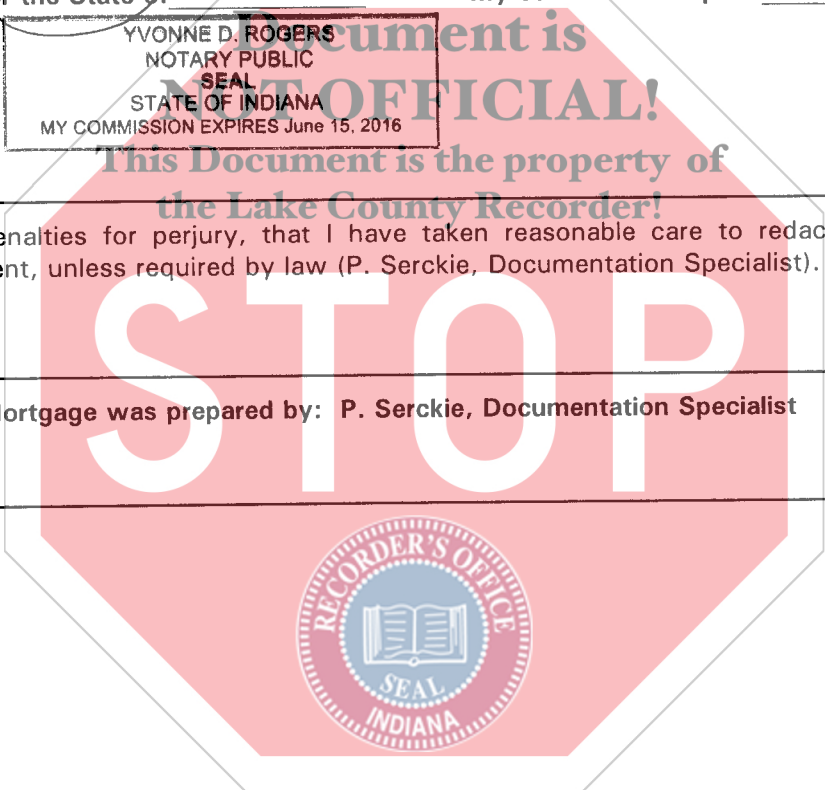 the State of
YVONNE D. ROGERS
NOTARY PUBLIC
SEAL
STATE OF INDIANA
MY COMMISSION EXPIRES June 15, 2016
Document is
NOT OFFICIAL!
This Document is the property of
the Lake County Recorder!
enalties for perjury, that I have taken reasonable care to redac
ent, unless required by law (P. Serckie, Documentation Specialist).
STOP
ortgage was prepared by: P. Serckie, Documentation Specialist
RECORDER'S OFFICE
SEAL
INDIANA